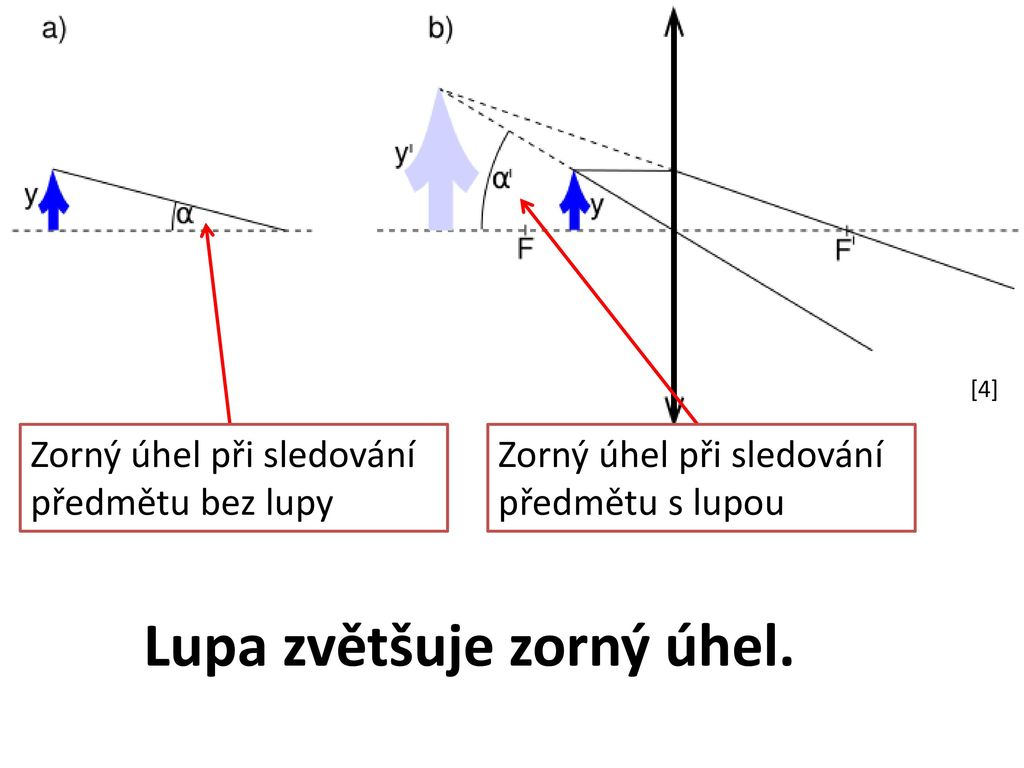 a)
b)
y
α
y'
α'
y
F
F'
[4]
Zorný úhel při sledování
předmětu bez lupy
Zorný úhel při sledování
předmětu s lupou
Lupa zvětšuje zorný úhel.